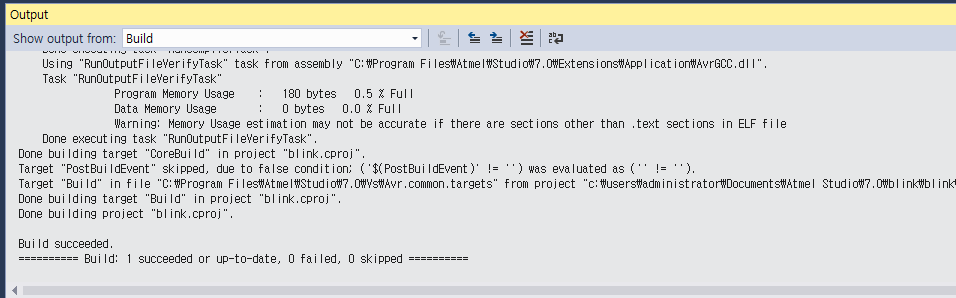 Output
Show output from: Build
Using "RunOutputFileVerifyTask" task from assembly "C:₩Program Files₩Atmel₩Studio₩7.0₩Extensions₩Application₩AvrGCC.dll".
Task "RunOutputFileVerifyTask"
Program Memory Usage : 180 bytes 0.5 % Full
Data Memory Usage : 0 bytes 0.0 % Full
Warning: Memory Usage estimation may not be accurate if there are sections other than .text sections in ELF file
Done executing task "RunOutputFileVerifyTask".
Done building target "CoreBuild" in project "blink.cproj".
Target "PostBuildEvent" skipped, due to false condition; ('$(PostBuildEvent)' != '') was evaluated as ('' != '').
Target "Build" in file "C:₩Program Files₩Atmel₩Studio₩7.0₩Vs₩Avr.common.targets" from project "c:₩users₩administrator₩Documents₩Atmel Studio₩7.0₩blink₩blink₩
Done building target "Build" in project "blink.cproj".
Done building project "blink.cproj".
Build succeeded.
========== Build: 1 succeeded or up-to-date, 0 failed, 0 skipped ==========